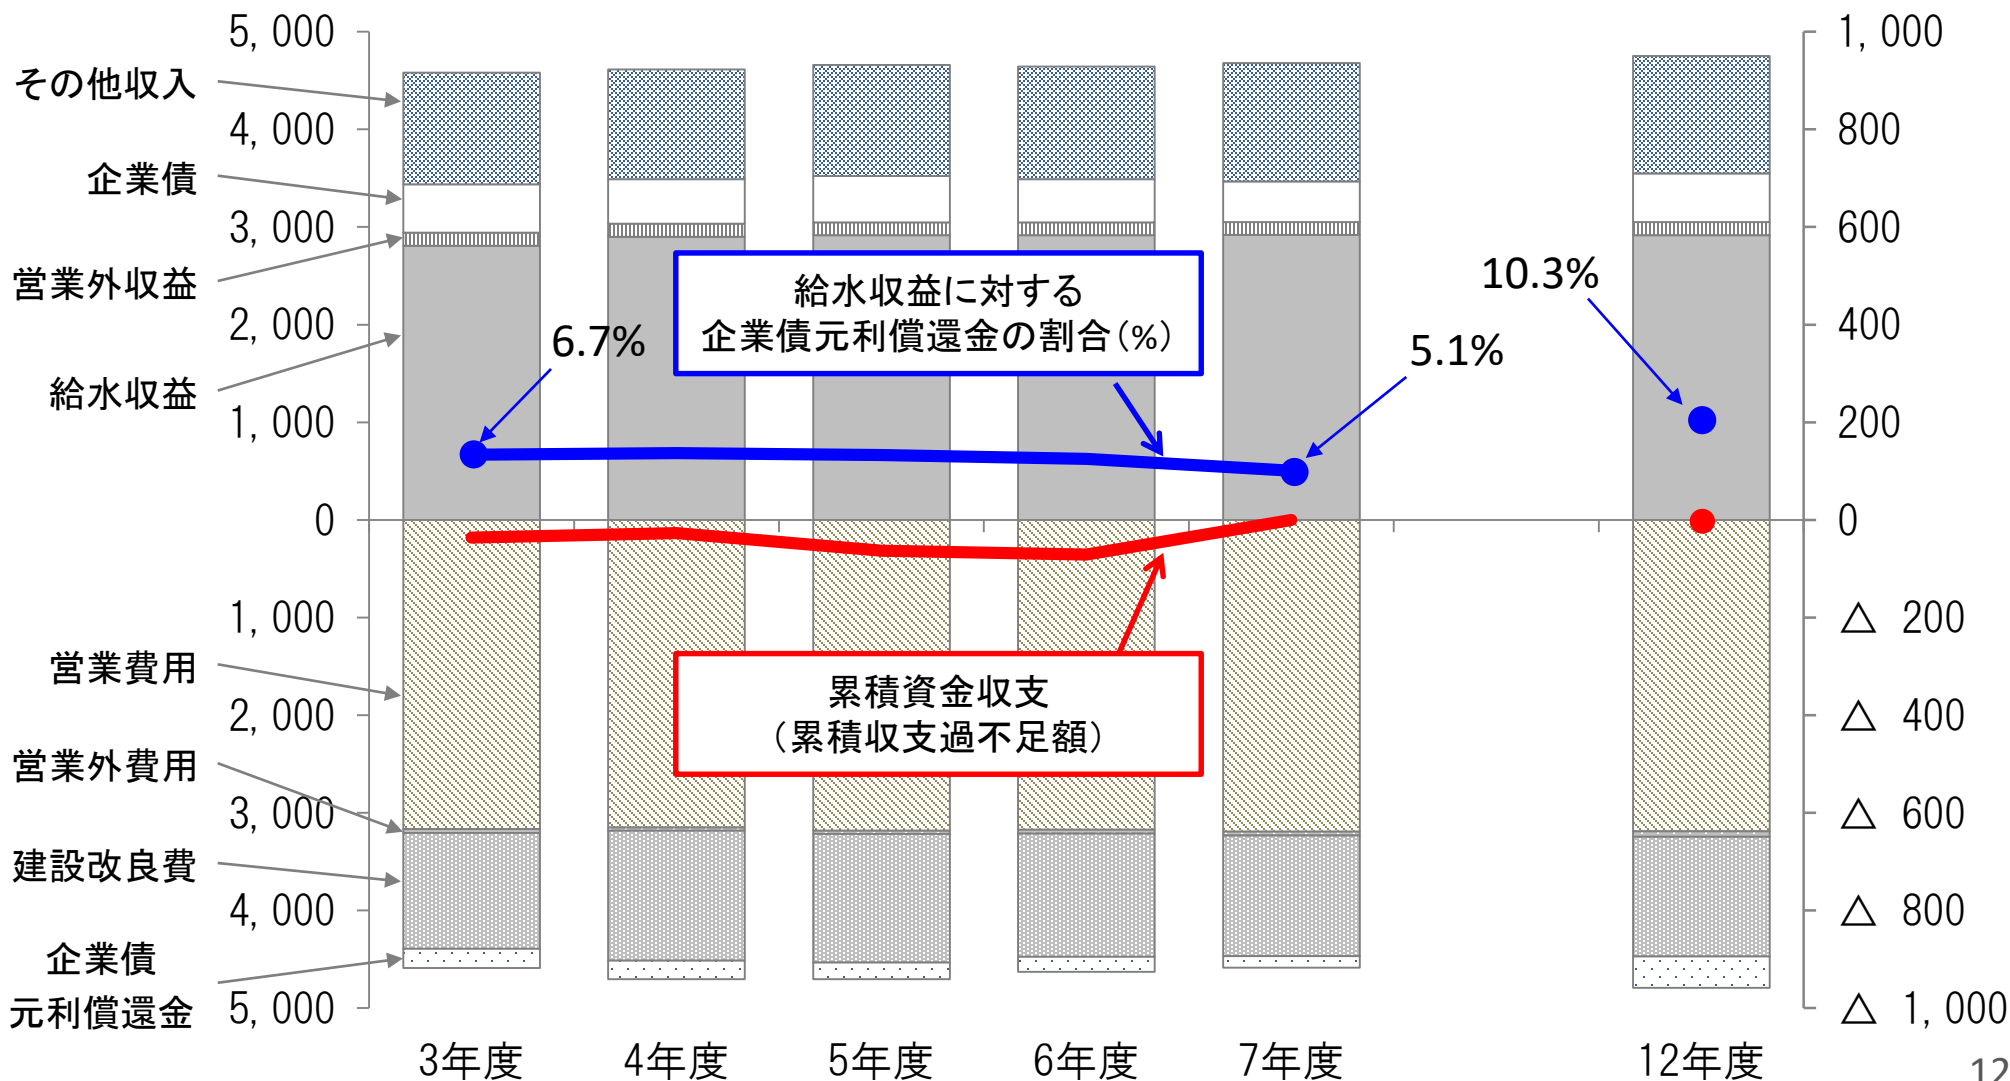 5,000
4,000
3,000
2,000
1,000
0
1,000
2,000
3,000
4,000
5,000
その他収入
企業債
営業外収益
給水収益
営業費用
営業外費用
建設改良費
企業債
元利償還金
6.7%
給水収益に対する
企業債元利償還金の割合(%)
5.1%
10.3%
累積資金収支
(累積収支過不足額)
1,000
800
600
400
200
0
△ 200
△ 400
△ 600
△ 800
△ 1,000
3年度
4年度
5年度
6年度
7年度
12年度
12